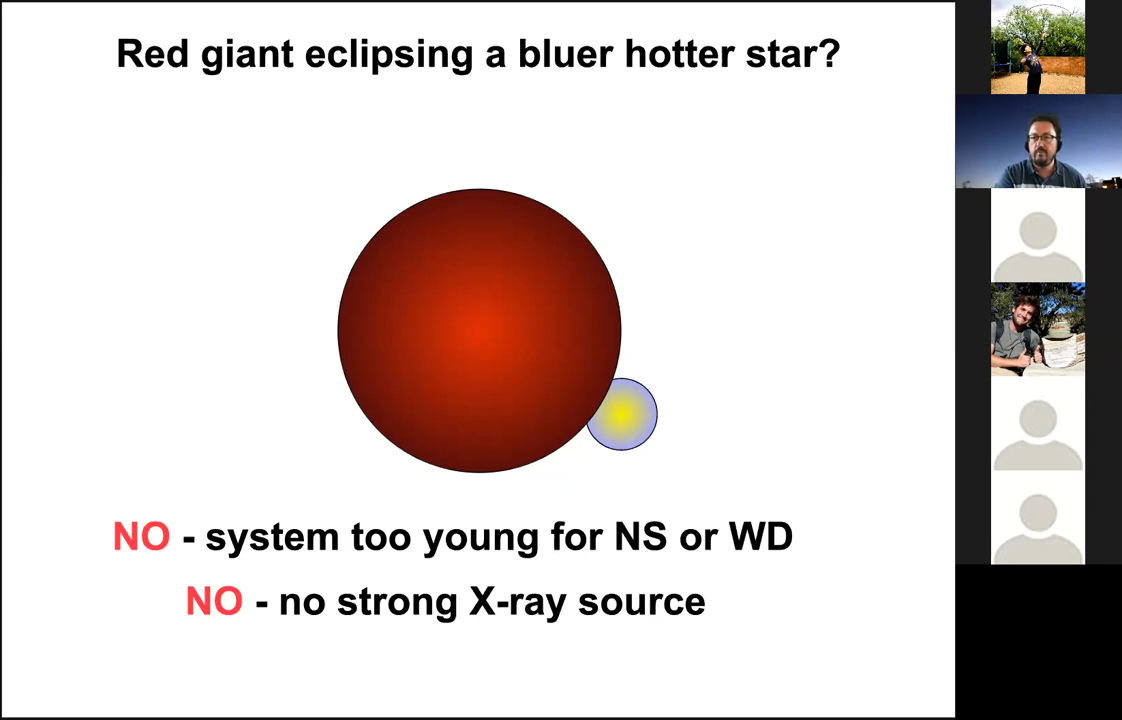 Red giant eclipsing a bluer hotter star?
NO - system too young for NS or WD
NO - no strong X-ray source